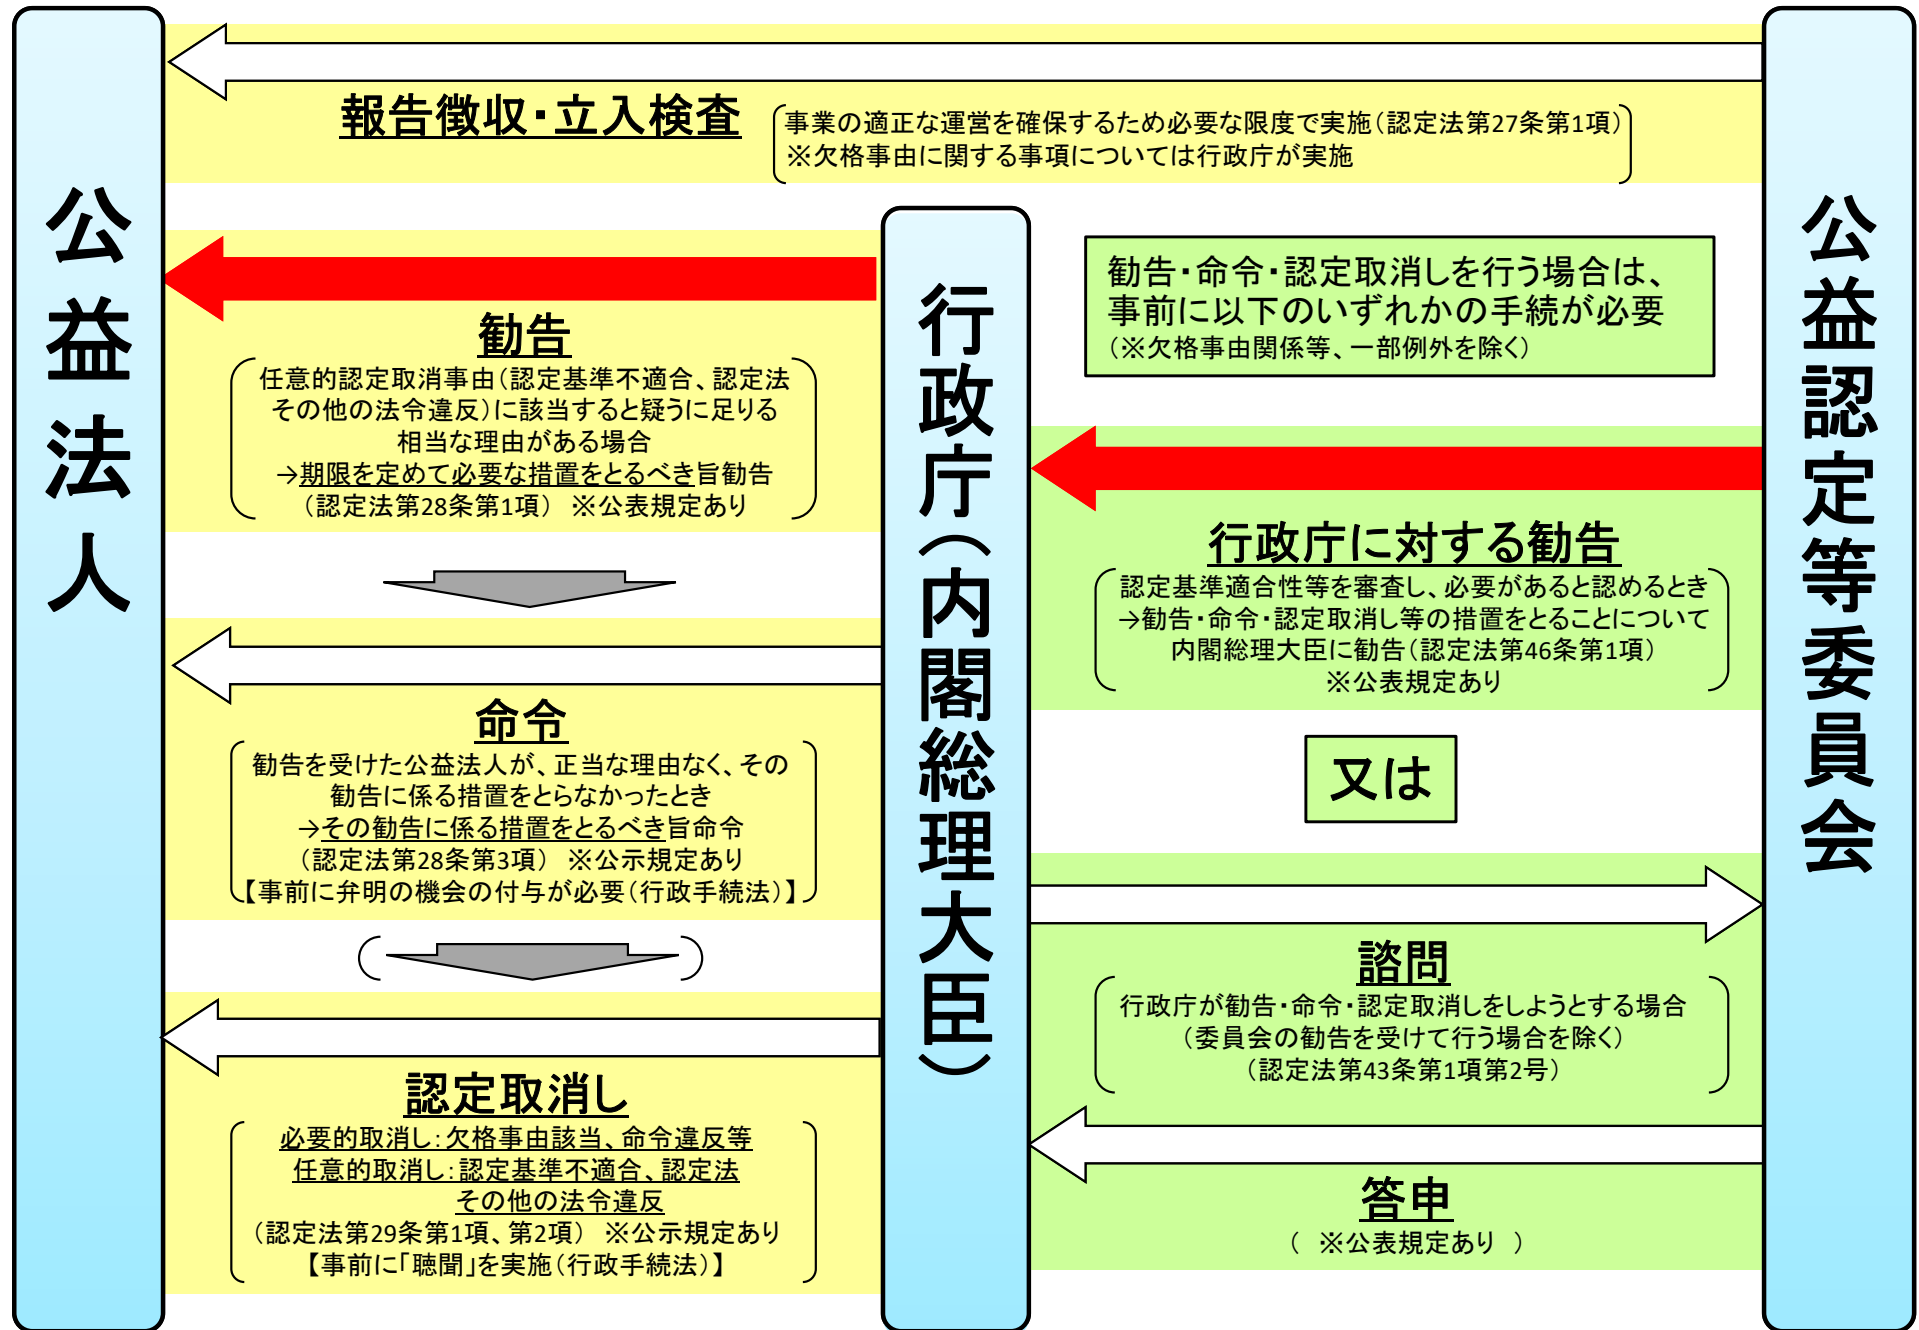 公益法人
報告徴収・立入検査
事業の適正な運営を確保するため必要な限度で実施（認定法第27条第1項）
※欠格事由に関する事項については行政庁が実施
勧告
任意的認定取消事由（認定基準不適合、認定法
その他の法令違反）に該当すると疑うに足りる
相当な理由がある場合
→期限を定めて必要な措置をとるべき旨勧告
（認定法第28条第1項）　※公表規定あり
命令
勧告を受けた公益法人が、正当な理由なく、その
勧告に係る措置をとらなかったとき
→その勧告に係る措置をとるべき旨命令
（認定法第28条第3項）　※公示規定あり
【事前に弁明の機会の付与が必要（行政手続法）】
認定取消し
必要的取消し：欠格事由該当、命令違反等
任意的取消し：認定基準不適合、認定法
その他の法令違反
（認定法第29条第1項、第2項）　※公示規定あり
【事前に「聴聞」を実施（行政手続法）】
行政庁（内閣総理大臣）
勧告・命令・認定取消しを行う場合は、
事前に以下のいずれかの手続が必要
（※欠格事由関係等、一部例外を除く）
行政庁に対する勧告
認定基準適合性等を審査し、必要があると認めるとき
→勧告・命令・認定取消し等の措置をとることについて
内閣総理大臣に勧告（認定法第46条第1項）
※公表規定あり
又は
諮問
行政庁が勧告・命令・認定取消しをしようとする場合
（委員会の勧告を受けて行う場合を除く）
（認定法第43条第1項第2号）
答申
（　※公表規定あり　）
公益認定等委員会